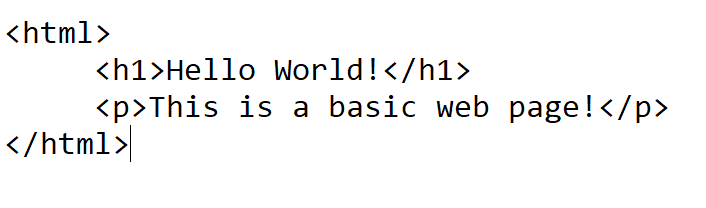 <html>
<h1>Hello World!</h1>
<p>This is a basic web page!</p>
</html>